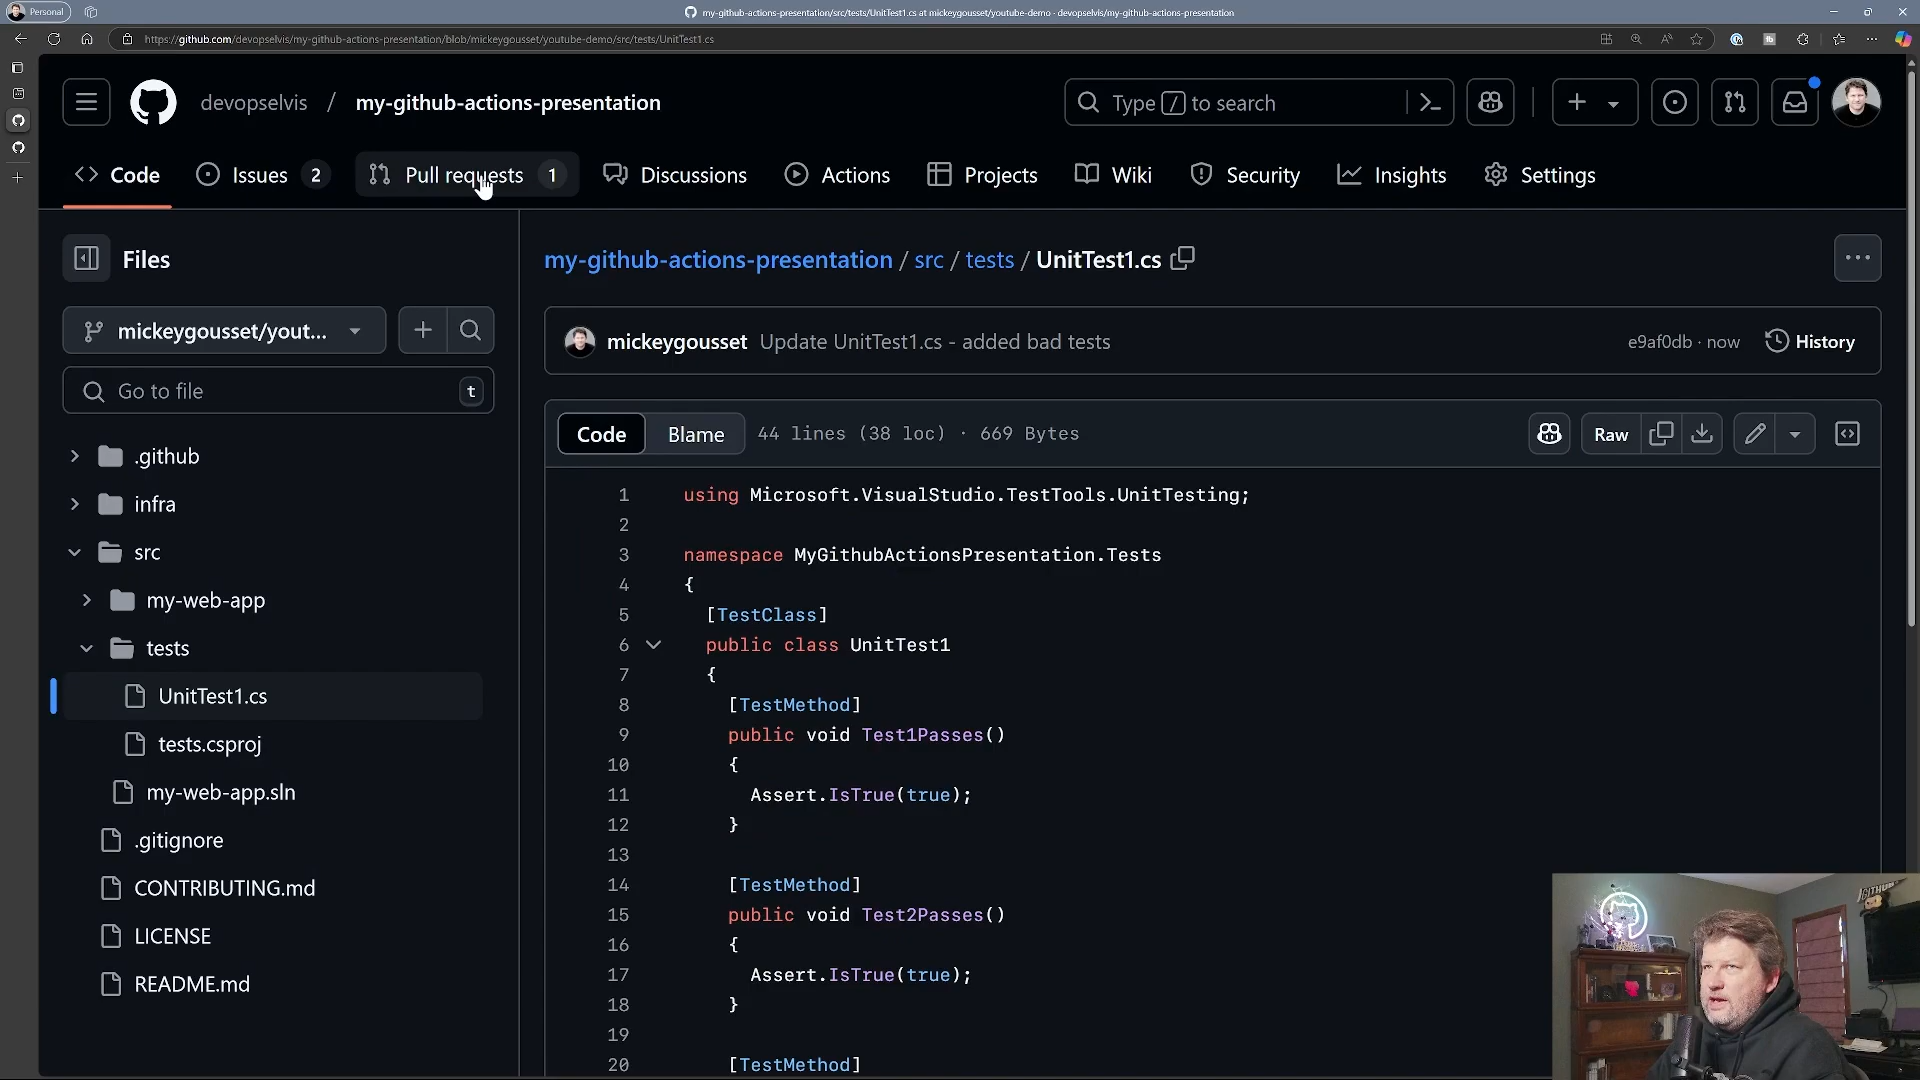 Personal
my-github-actions-presentation/src/tests/UnitTest1.cs at mickeygousset/youtube-demo · devopselvis/my-github-actions-presentation
https://github.com/devopselvis/my-github-actions-presentation/blob/mickeygousset/youtube-demo/src/tests/UnitTest1.cs
devopselvis / my-github-actions-presentation
Type / to search
Code
Issues 2
Pull requests 1
Discussions
Actions
Projects
Wiki
Security
Insights
Settings
Files
mickeygousset/yout...
Go to file
t
.github
infra
src
my-web-app
tests
UnitTest1.cs
tests.csproj
my-web-app.sln
.gitignore
CONTRIBUTING.md
LICENSE
README.md
my-github-actions-presentation / src / tests / UnitTest1.cs
mickeygousset Update UnitTest1.cs - added bad tests
e9af0db · now
History
Code
Blame
44 lines (38 loc) · 669 Bytes
Raw
1 using Microsoft.VisualStudio.TestTools.UnitTesting;
2
3 namespace MyGithubActionsPresentation.Tests
4 {
5 [TestClass]
6 public class UnitTest1
7 {
8 [TestMethod]
9 public void Test1Passes()
10 {
11 Assert.IsTrue(true);
12 }
13
14 [TestMethod]
15 public void Test2Passes()
16 {
17 Assert.IsTrue(true);
18 }
19
20 [TestMethod]
GITHUB